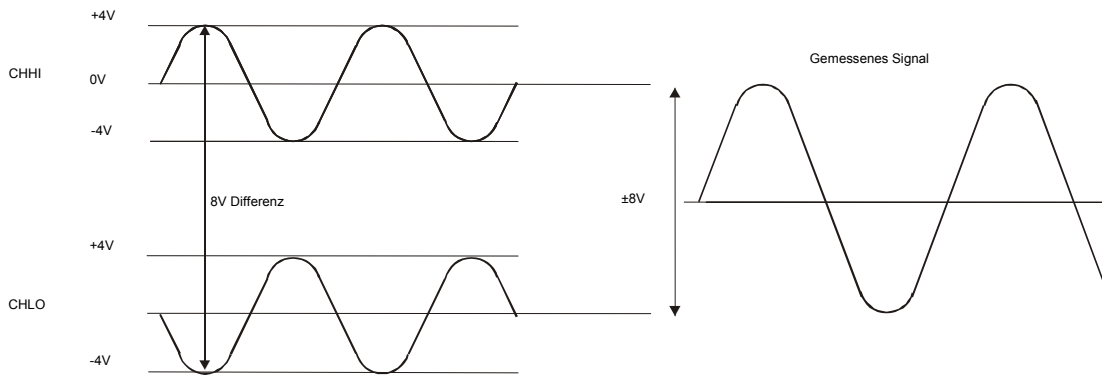 +4V
CHHI
0V
-4V
8V Differenz
+4V
CHLO
-4V
Gemessenes Signal
±8V